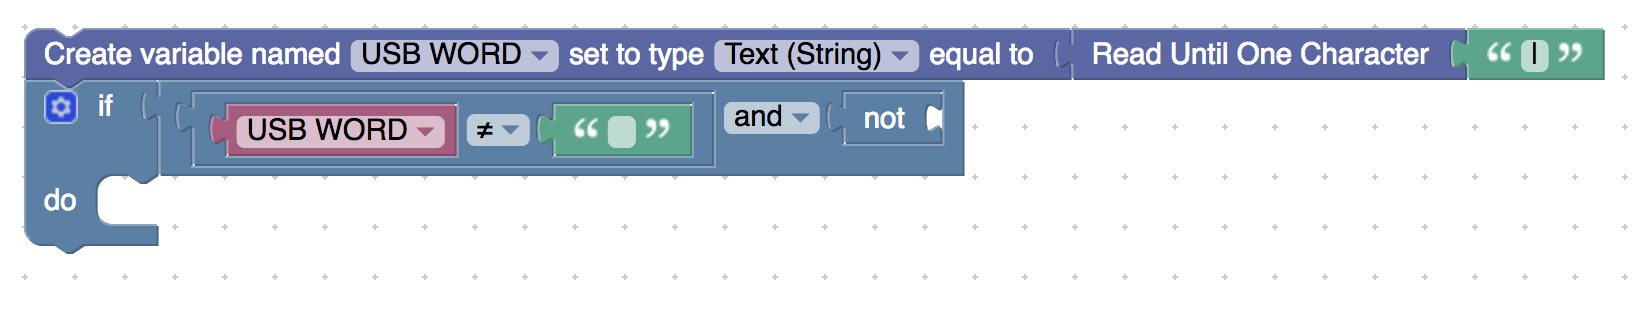 Create variable named USB WORD set to type Text (String) equal to Read Until One Character “ I ”
if USB WORD ≠ “ ” and not
do